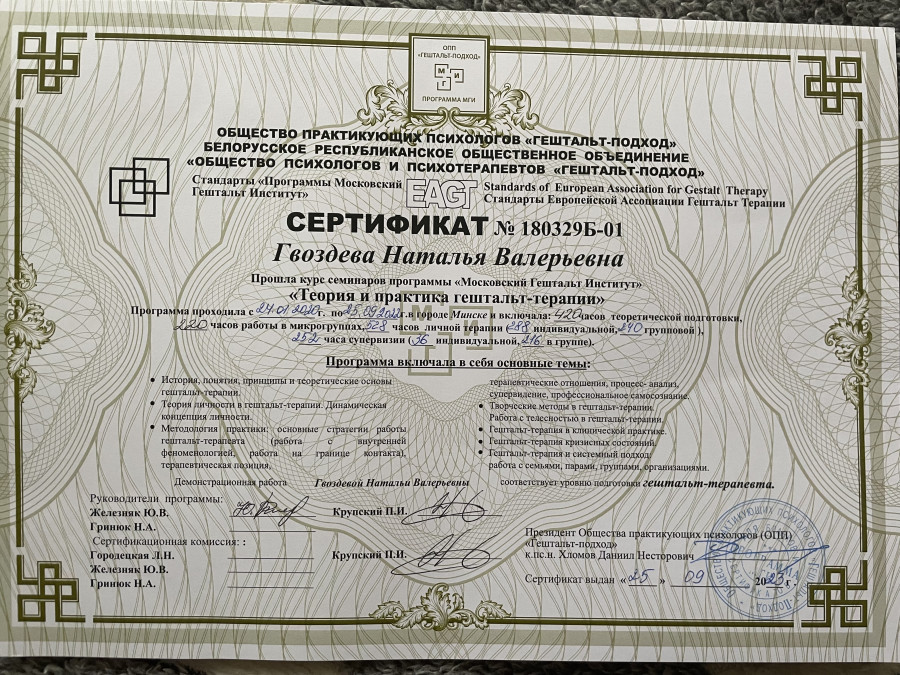 ОПП
«ГЕШТАЛЬТ-ПОДХОД»
М И
Г
ПРОГРАММА МГИ
ОБЩЕСТВО ПРАКТИКУЮЩИХ ПСИХОЛОГОВ «ГЕШТАЛЬТ-ПОДХОД»
БЕЛОРУССКОЕ РЕСПУБЛИКАНСКОЕ ОБЩЕСТВЕННОЕ ОБЪЕДИНЕНИЕ
«ОБЩЕСТВО ПСИХОЛОГОВ И ПСИХОТЕРАПЕВТОВ «ГЕШТАЛЬТ-ПОДХОД»
Стандарты «Программы Московский
Гештальт Институт»
EAGT
Standards of European Association for Gestalt Therapy
Стандарты Европейской Ассоциации Гештальт Терапии
СЕРТИФИКАТ № 180329Б-01
Гвоздева Наталья Валерьевна
Прошла курс семинаров программы «Московский Гештальт Институт»
«Теория и практика гештальт-терапии»
Программа проходила с 24.01.2020г. по 25.09.2022г. в городе Минске и включала: 420 часов теоретической подготовки,
220 часов работы в микрогруппах, 528 часов личной терапии (288 индивидуальной, 240 групповой ),
252 часа супервизии (36 индивидуальной, 216 в группе).
Программа включала в себя основные темы:
• История, понятия, принципы и теоретические основы
гештальт-терапии.
• Теория личности в гештальт-терапии. Динамическая
концепция личности.
• Методология практики: основные стратегии работы
гештальт-терапевта (работа с внутренней
феноменологией, работа на границе контакта),
терапевтическая позиция,
терапевтические отношения, процесс- анализ,
супервидение, профессиональное самосознание.
• Творческие методы в гештальт-терапии.
Работа с телесностью в гештальт-терапии.
• Гештальт-терапия в клинической практике.
• Гештальт-терапия кризисных состояний.
• Гештальт-терапия и системный подход:
работа с семьями, парами, группами, организациями.
Демонстрационная работа Гвоздевой Натальи Валерьевны соответствует уровню подготовки гештальт-терапевта.
Руководители программы:
Железняк Ю.В. Крупский П.И.
Гринюк Н.А.
Сертификационная комиссия: :
Городецкая Л.Н. Крупский П.И.
Железняк Ю.В.
Гринюк Н.А.
Президент Общества практикующих психологов (ОПП)
«Гештальт-подход»
к.пс.н. Хломов Даниил Несторович
Сертификат выдан «25» 09 2023 г.